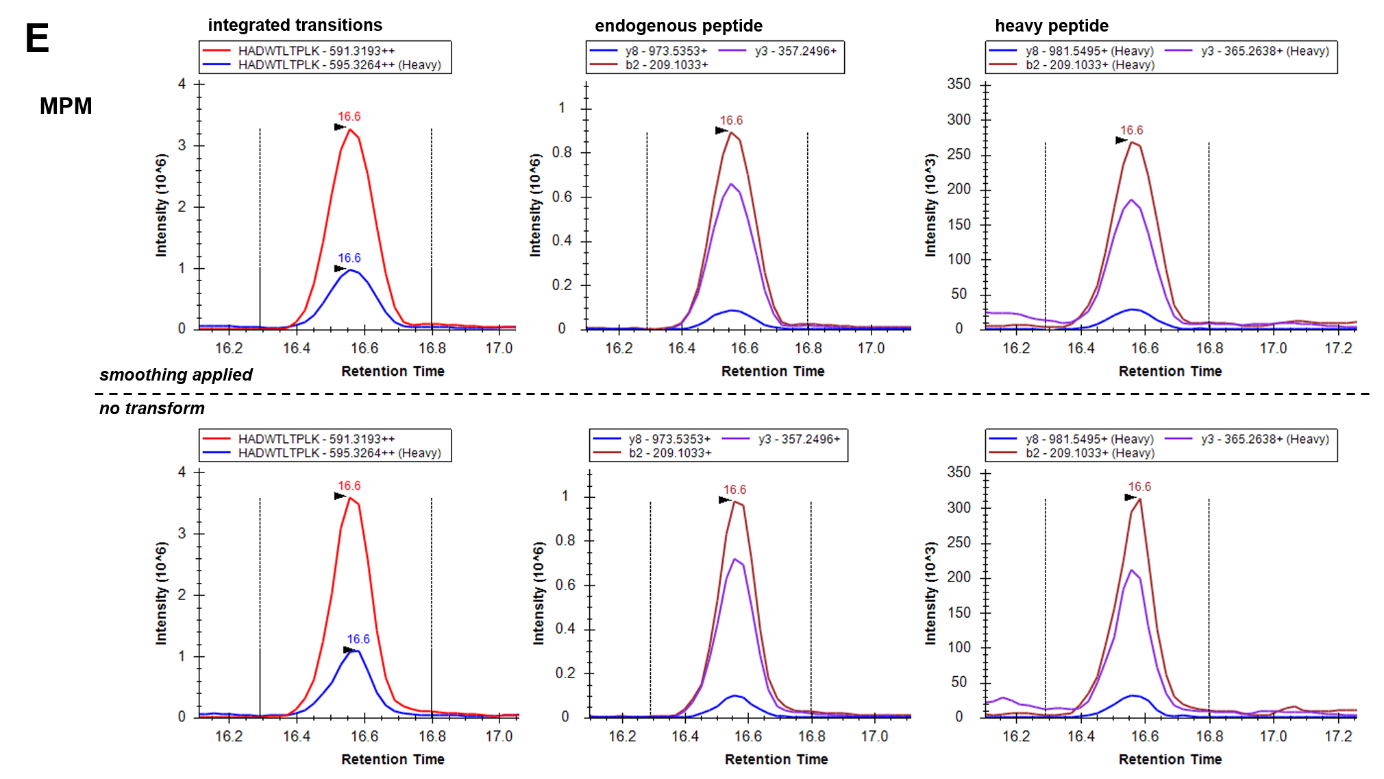 E
MPM
integrated transitions
HADWTLTPLK - 591.3193++
HADWTLTPLK - 595.3264++ (Heavy)
4
3
2
1
0
16.6
16.6
Intensity (10^6)
16.2 16.4 16.6 16.8 17.0
Retention Time
endogenous peptide
y8 - 973.5353+ y3 - 357.2496+
b2 - 209.1033+
1
0.8
0.6
0.4
0.2
0
16.6
Intensity (10^6)
16.2 16.4 16.6 16.8 17.0
Retention Time
heavy peptide
y8 - 981.5495+ (Heavy) y3 - 365.2638+ (Heavy)
b2 - 209.1033+ (Heavy)
350
300
250
200
150
100
50
0
16.6
Intensity (10^3)
16.2 16.4 16.6 16.8 17.0 17.2
Retention Time
smoothing applied
no transform
HADWTLTPLK - 591.3193++
HADWTLTPLK - 595.3264++ (Heavy)
4
3
2
1
0
16.6
16.6
Intensity (10^6)
16.2 16.4 16.6 16.8 17.0
Retention Time
y8 - 973.5353+ y3 - 357.2496+
b2 - 209.1033+
1
0.8
0.6
0.4
0.2
0
16.6
Intensity (10^6)
16.2 16.4 16.6 16.8 17.0
Retention Time
y8 - 981.5495+ (Heavy) y3 - 365.2638+ (Heavy)
b2 - 209.1033+ (Heavy)
350
300
250
200
150
100
50
0
16.6
Intensity (10^3)
16.2 16.4 16.6 16.8 17.0 17.2
Retention Time